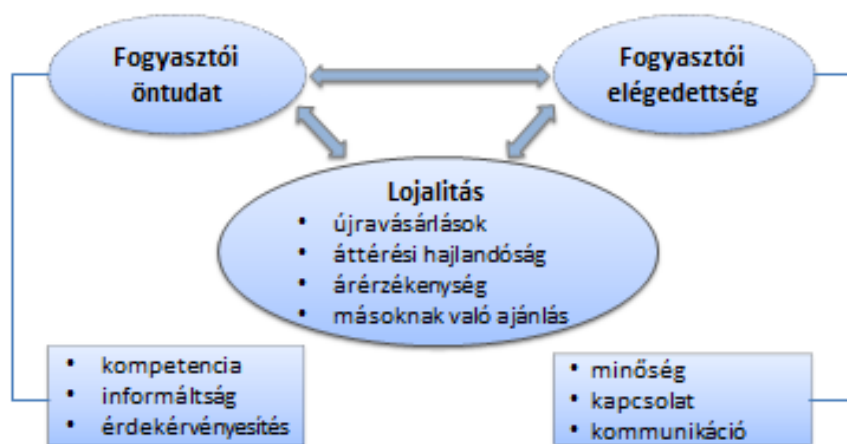 Fogyasztói
öntudat
Fogyasztói
elégedettség
Lojalitás
• újravásárlások
• áttérési hajlandóság
• árérzékenység
• másoknak való ajánlás
• kompetencia
• informáltság
• érdekérvényesítés
• minőség
• kapcsolat
• kommunikáció